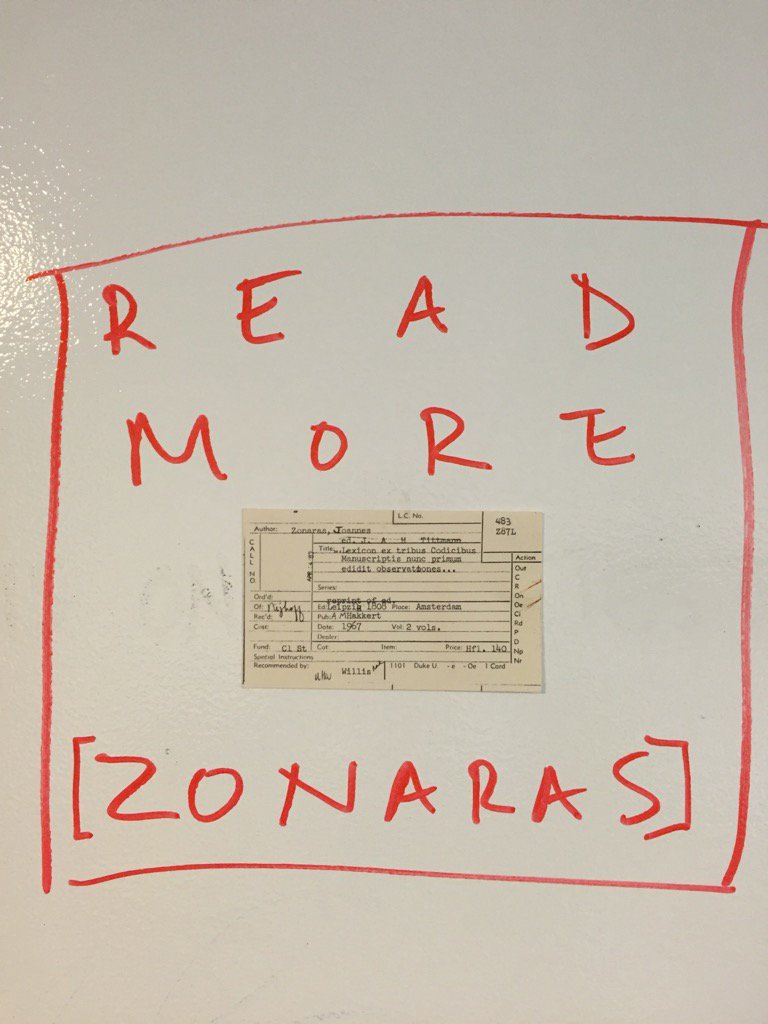 READ
MORE
L.C. No.
483
Z87L
Author: Zonaras, Joannes
ed. J. A H Tittmann
CALL NO.
Title: Lexicon ex tribus Codicibus
Manuscriptis nunc primum
edidit observationes...
Series:
Action
Out
C
R
On
Oe
Ci
Rd
P
D
Np
Nr
Ord'd:
reprint of ed.
Of: Nijhoff
Ed: Leipzig 1808 Place: Amsterdam
Rec'd:
Pub: A M Hakkert
Cost:
Date: 1967 Vol: 2 vols.
Dealer:
Fund: Cl St Cat: Item: Price: Hfl. 140
Special Instructions
Recommended by: Willis
1101 Duke U. - e - Oe 1 Card
[ZONARAS]